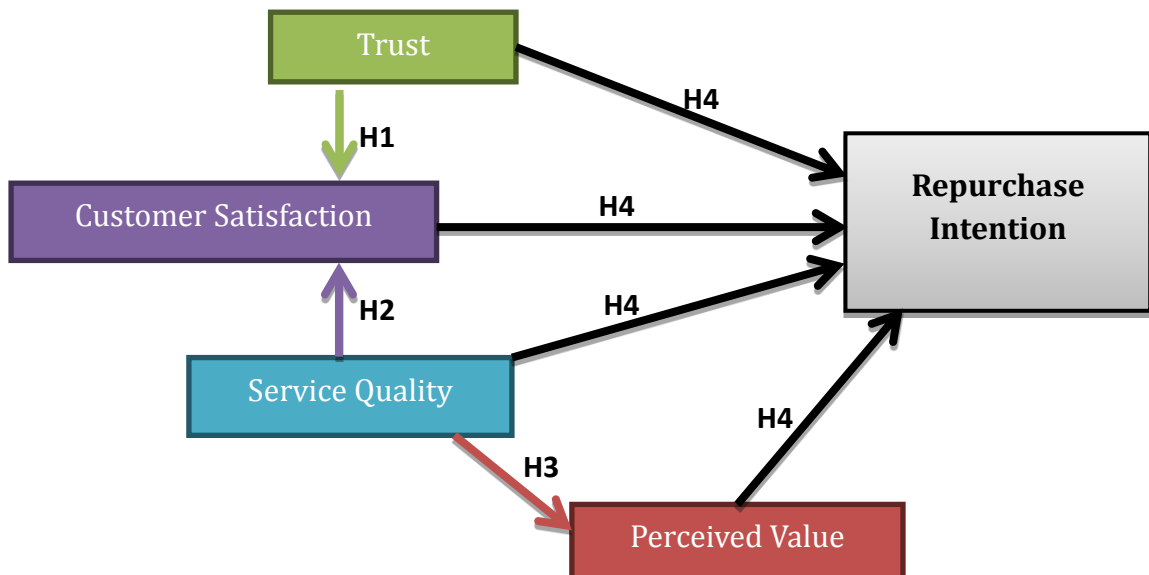 Trust
H4
H1
Customer Satisfaction
H4
Repurchase
Intention
H2
H4
Service Quality
H4
H3
Perceived Value